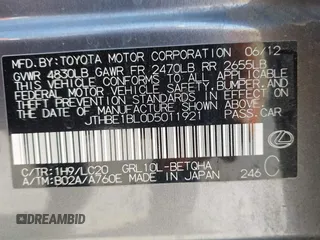 MFD.BY:TOYOTA MOTOR CORPORATION 06/12
GVWR 4830LB GAWR FR 2470LB RR 2655LB
THIS VEHICLE CONFORMS TO ALL APPLICABLE
FEDERAL MOTOR VEHICLE SAFETY,BUMPER,AND
THEFT PREVENTION STANDARDS IN EFFECT ON
THE DATE OF MANUFACTURE SHOWN ABOVE.
JTHBE1BL0D5011921 PASS.CAR
C/TR:1H9/LC20 GRL10L-BETQHA C
A/TM:B02A/A760E MADE IN JAPAN 246
DREAMBID